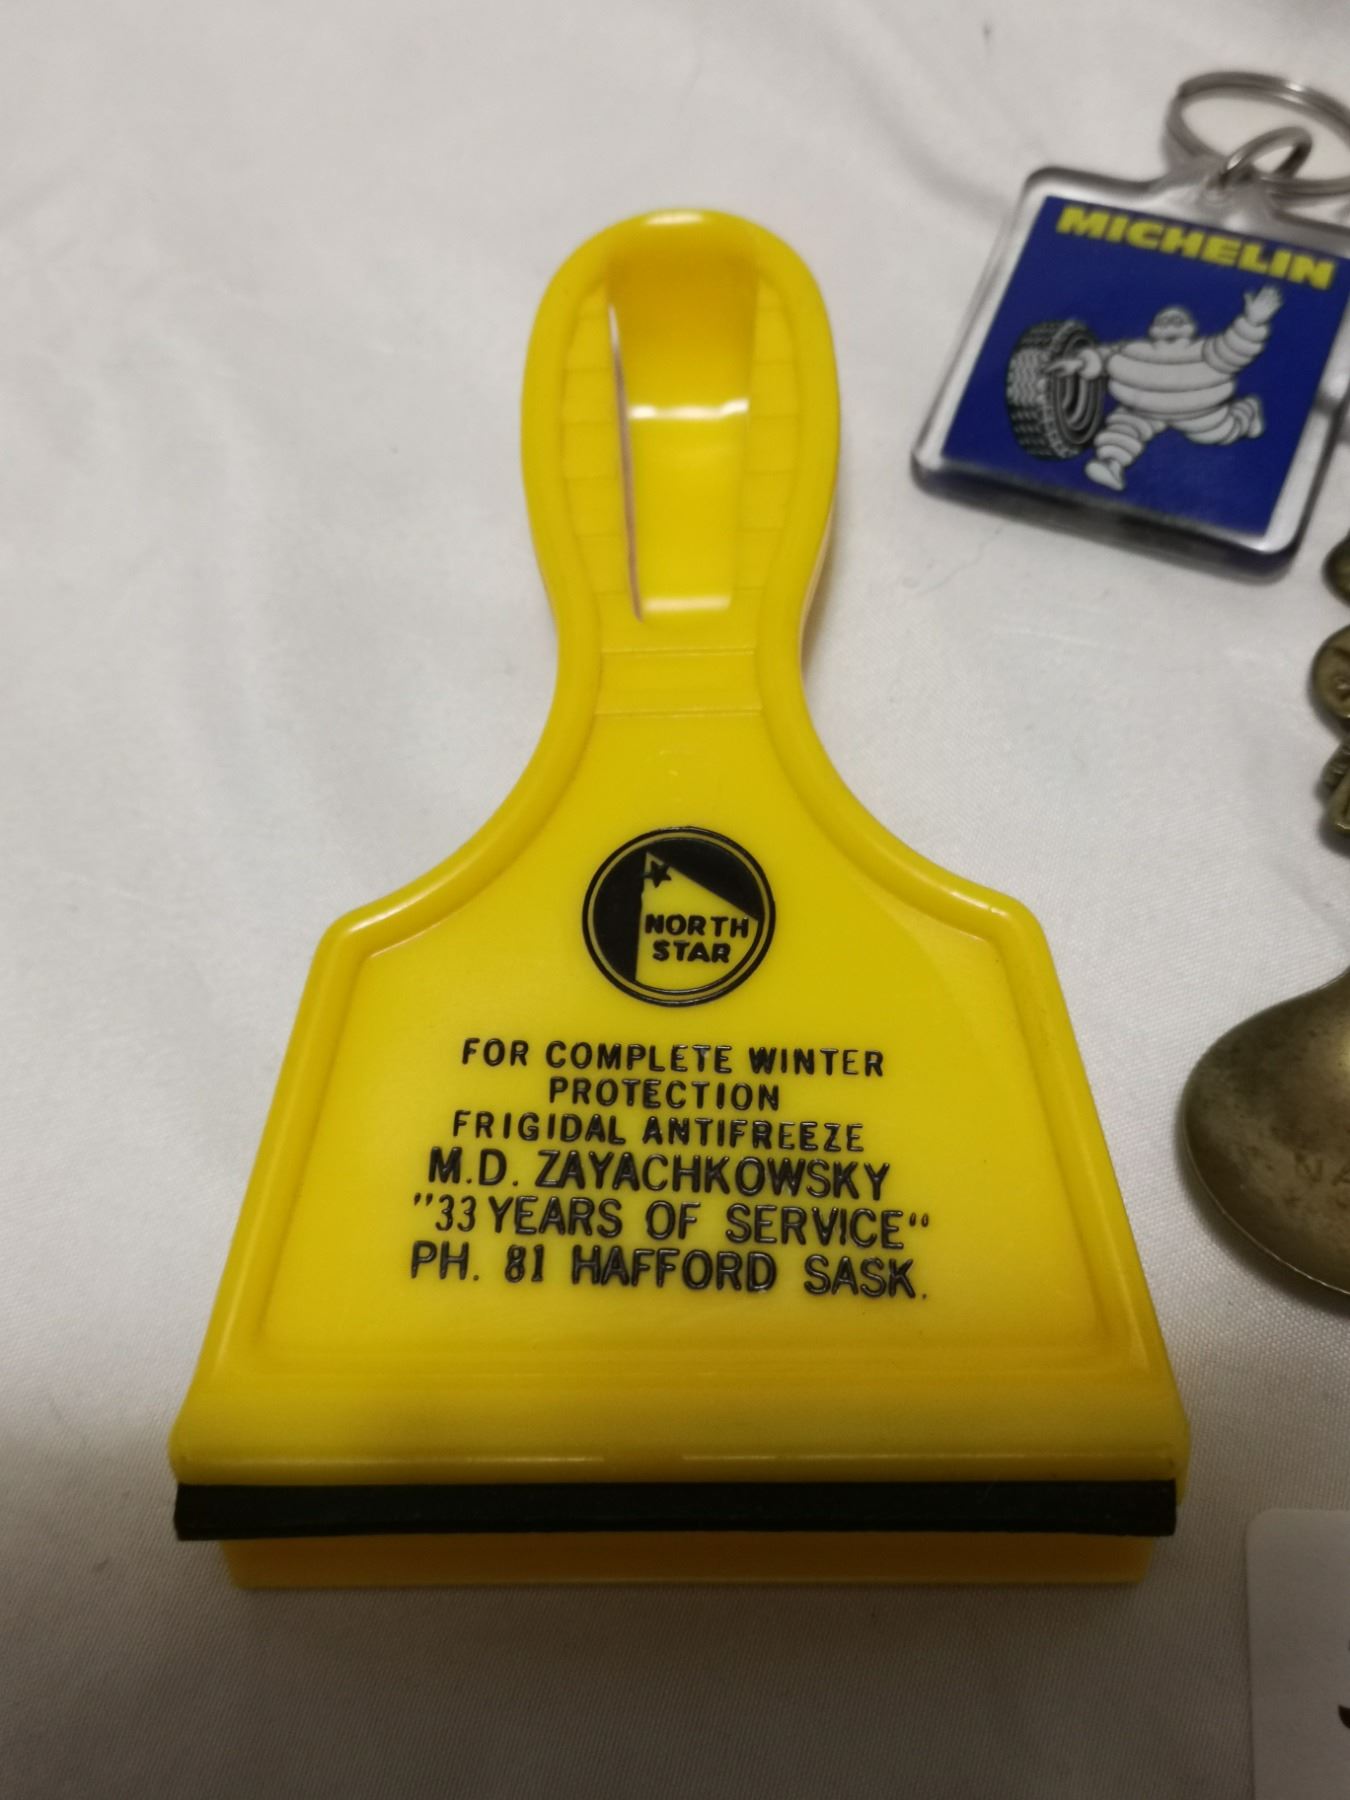 MICHELIN
NORTH
STAR
FOR COMPLETE WINTER
PROTECTION
FRIGIDAL ANTIFREEZE
M.D. ZAYACHKOWSKY
"33 YEARS OF SERVICE"
PH. 81 HAFFORD SASK.